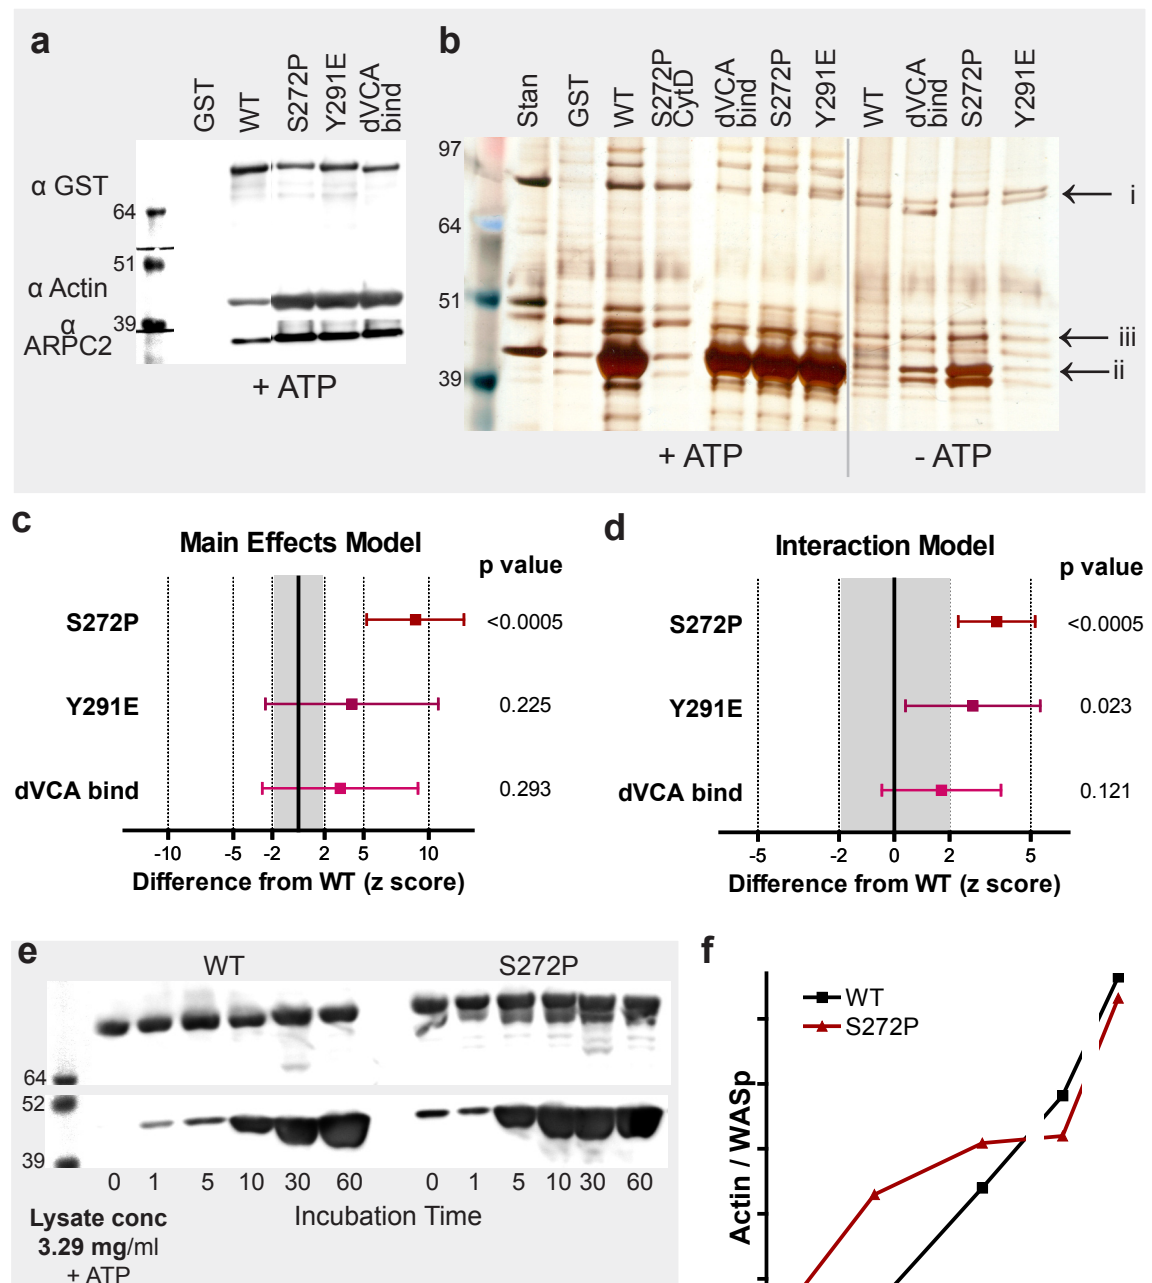 a
GST
WT
S272P
Y291E
dVCA
bind
α GST
64
51
α Actin
39
α
ARPC2
+ ATP
b
Stan
GST
WT
S272P
CytD
dVCA
bind
S272P
Y291E
WT
dVCA
bind
S272P
Y291E
97
64
51
39
i
iii
ii
+ ATP
- ATP
c
Main Effects Model
p value
S272P
<0.0005
Y291E
0.225
dVCA bind
0.293
-10 -5 -2 2 5 10
Difference from WT (z score)
d
Interaction Model
p value
S272P
<0.0005
Y291E
0.023
dVCA bind
0.121
-5 -2 0 2 5
Difference from WT (z score)
e
WT
S272P
64
52
39
0 1 5 10 30 60
0 1 5 10 30 60
Lysate conc
3.29 mg/ml
+ ATP
Incubation Time
f
WT
S272P
Actin / WASp